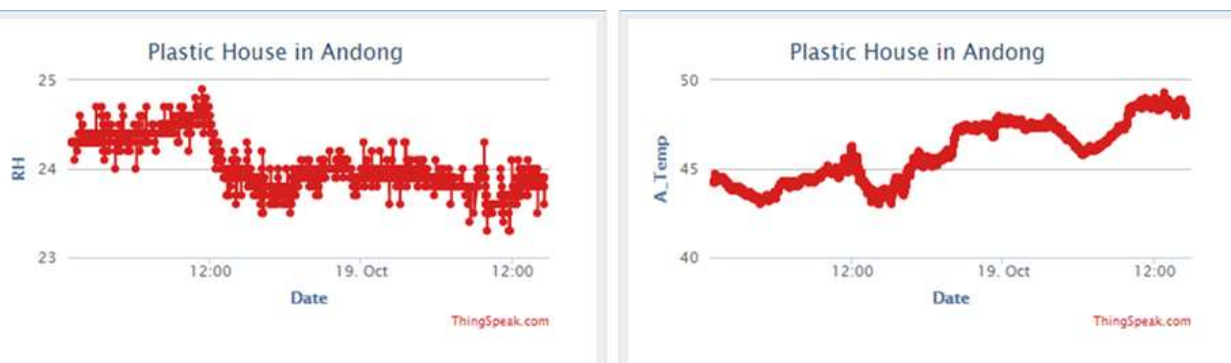 Plastic House in Andong
25
24
23
RH
12:00
19. Oct
12:00
Date
ThingSpeak.com
Plastic House in Andong
50
45
40
A_Temp
12:00
19. Oct
12:00
Date
ThingSpeak.com